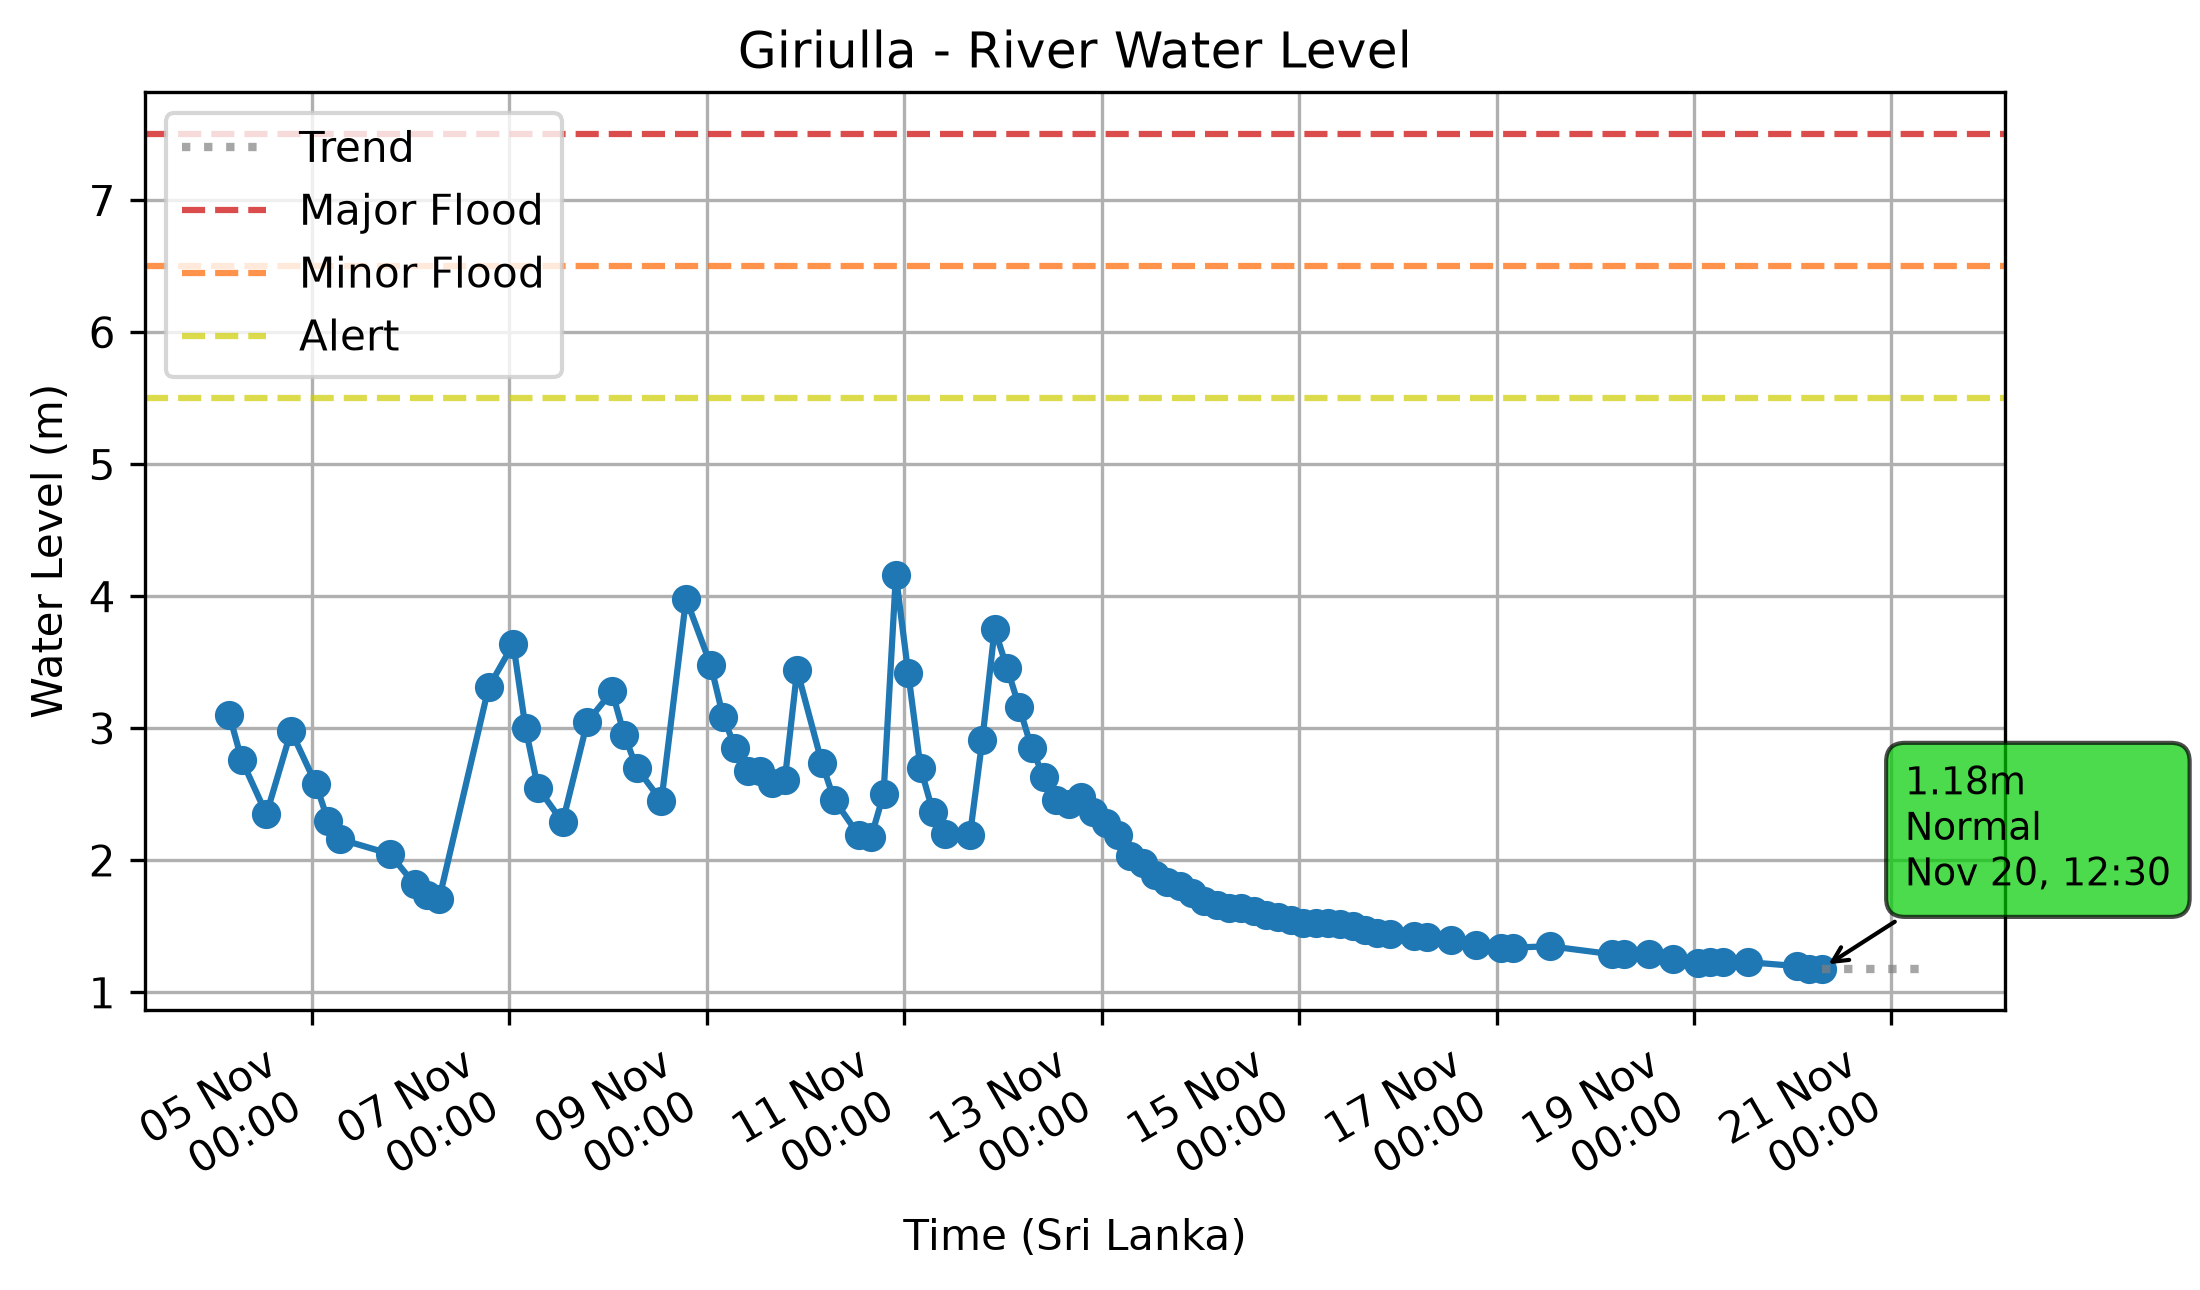 Giriulla - River Water Level
Trend
Major Flood
Minor Flood
Alert
7
6
5
4
3
2
1
Water Level (m)
1.18m
Normal
Nov 20, 12:30
05 Nov
00:00
07 Nov
00:00
09 Nov
00:00
11 Nov
00:00
13 Nov
00:00
15 Nov
00:00
17 Nov
00:00
19 Nov
00:00
21 Nov
00:00
Time (Sri Lanka)